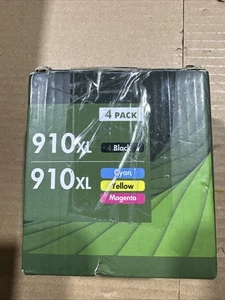 4 PACK
910XL Black
910XL Cyan
Yellow
Magenta